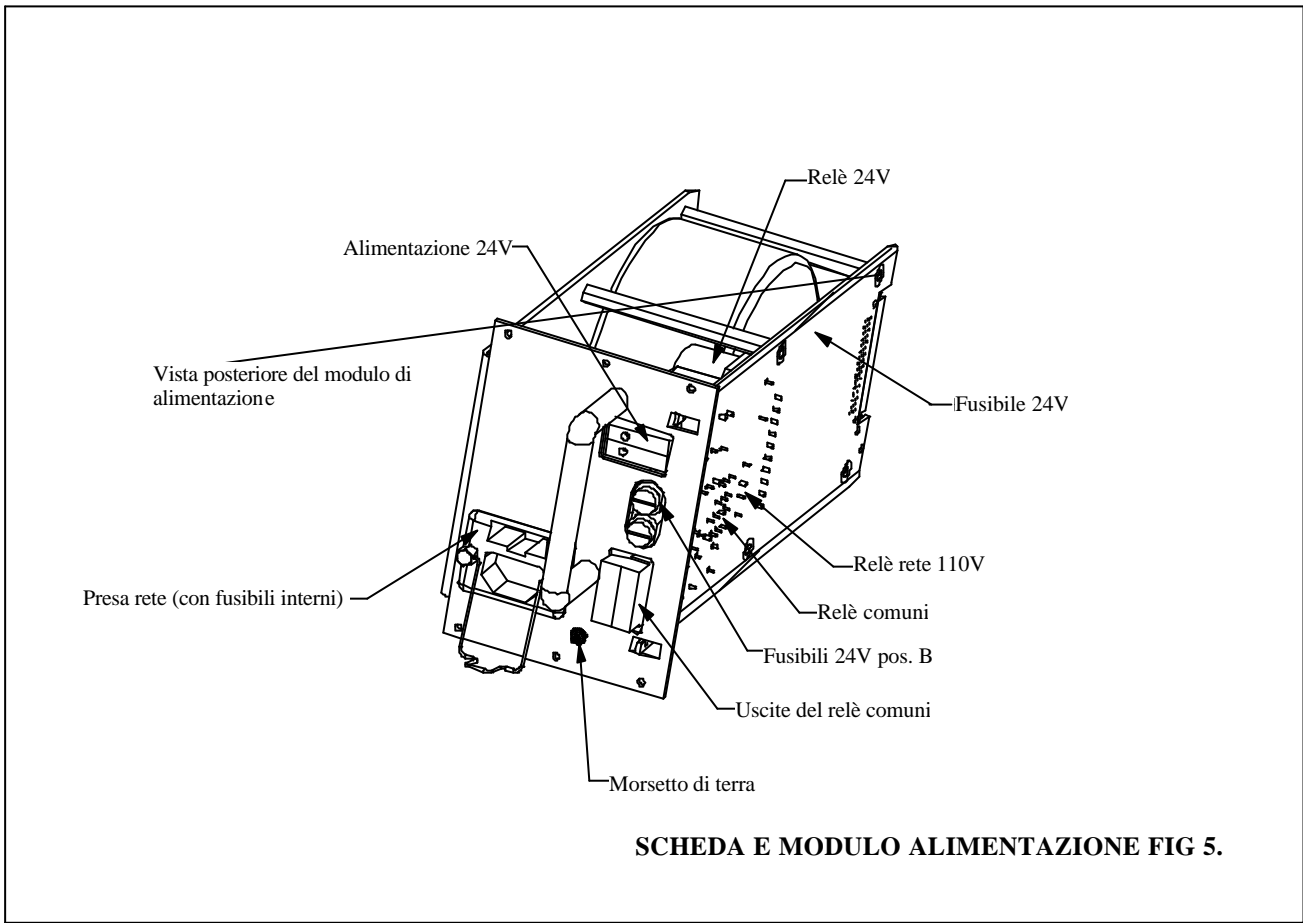 Relè 24V
Alimentazione 24V
Vista posteriore del modulo di
alimentazione
Fusibile 24V
Relè rete 110V
Presa rete (con fusibili interni)
Relè comuni
Fusibili 24V pos. B
Uscite del relè comuni
Morsetto di terra
SCHEDA E MODULO ALIMENTAZIONE FIG 5.